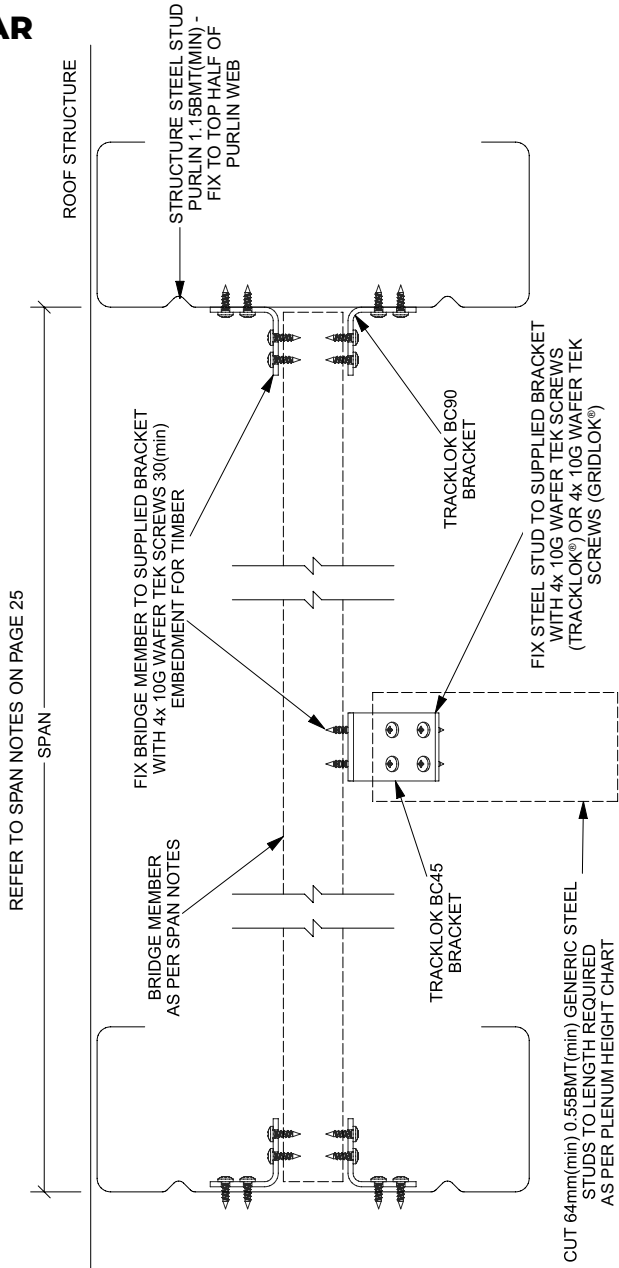 AR
REFER TO SPAN NOTES ON PAGE 25
SPAN
ROOF STRUCTURE
STRUCTURE STEEL STUD
PURLIN 1.15BMT(MIN) -
FIX TO TOP HALF OF
PURLIN WEB
FIX BRIDGE MEMBER TO SUPPLIED BRACKET
WITH 4x 10G WAFER TEK SCREWS 30(min)
EMBEDMENT FOR TIMBER
BRIDGE MEMBER
AS PER SPAN NOTES
TRACKLOK BC90
BRACKET
TRACKLOK BC45
BRACKET
FIX STEEL STUD TO SUPPLIED BRACKET
WITH 4x 10G WAFER TEK SCREWS
(TRACKLOK®) OR 4x 10G WAFER TEK
SCREWS (GRIDLOK®)
CUT 64mm(min) 0.55BMT(min) GENERIC STEEL
STUDS TO LENGTH REQUIRED
AS PER PLENUM HEIGHT CHART